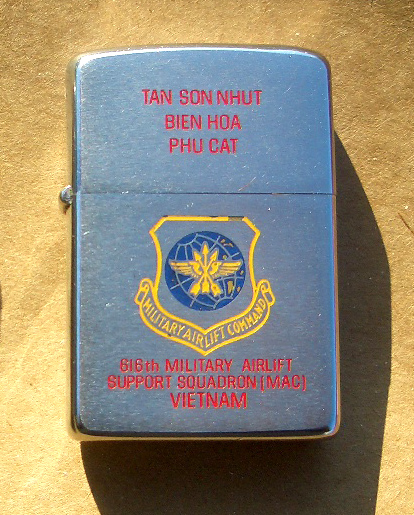 TAN SON NHUT
BIEN HOA
PHU CAT
MILITARY AIRLIFT COMMAND
616th MILITARY AIRLIFT
SUPPORT SQUADRON (MAC)
VIETNAM